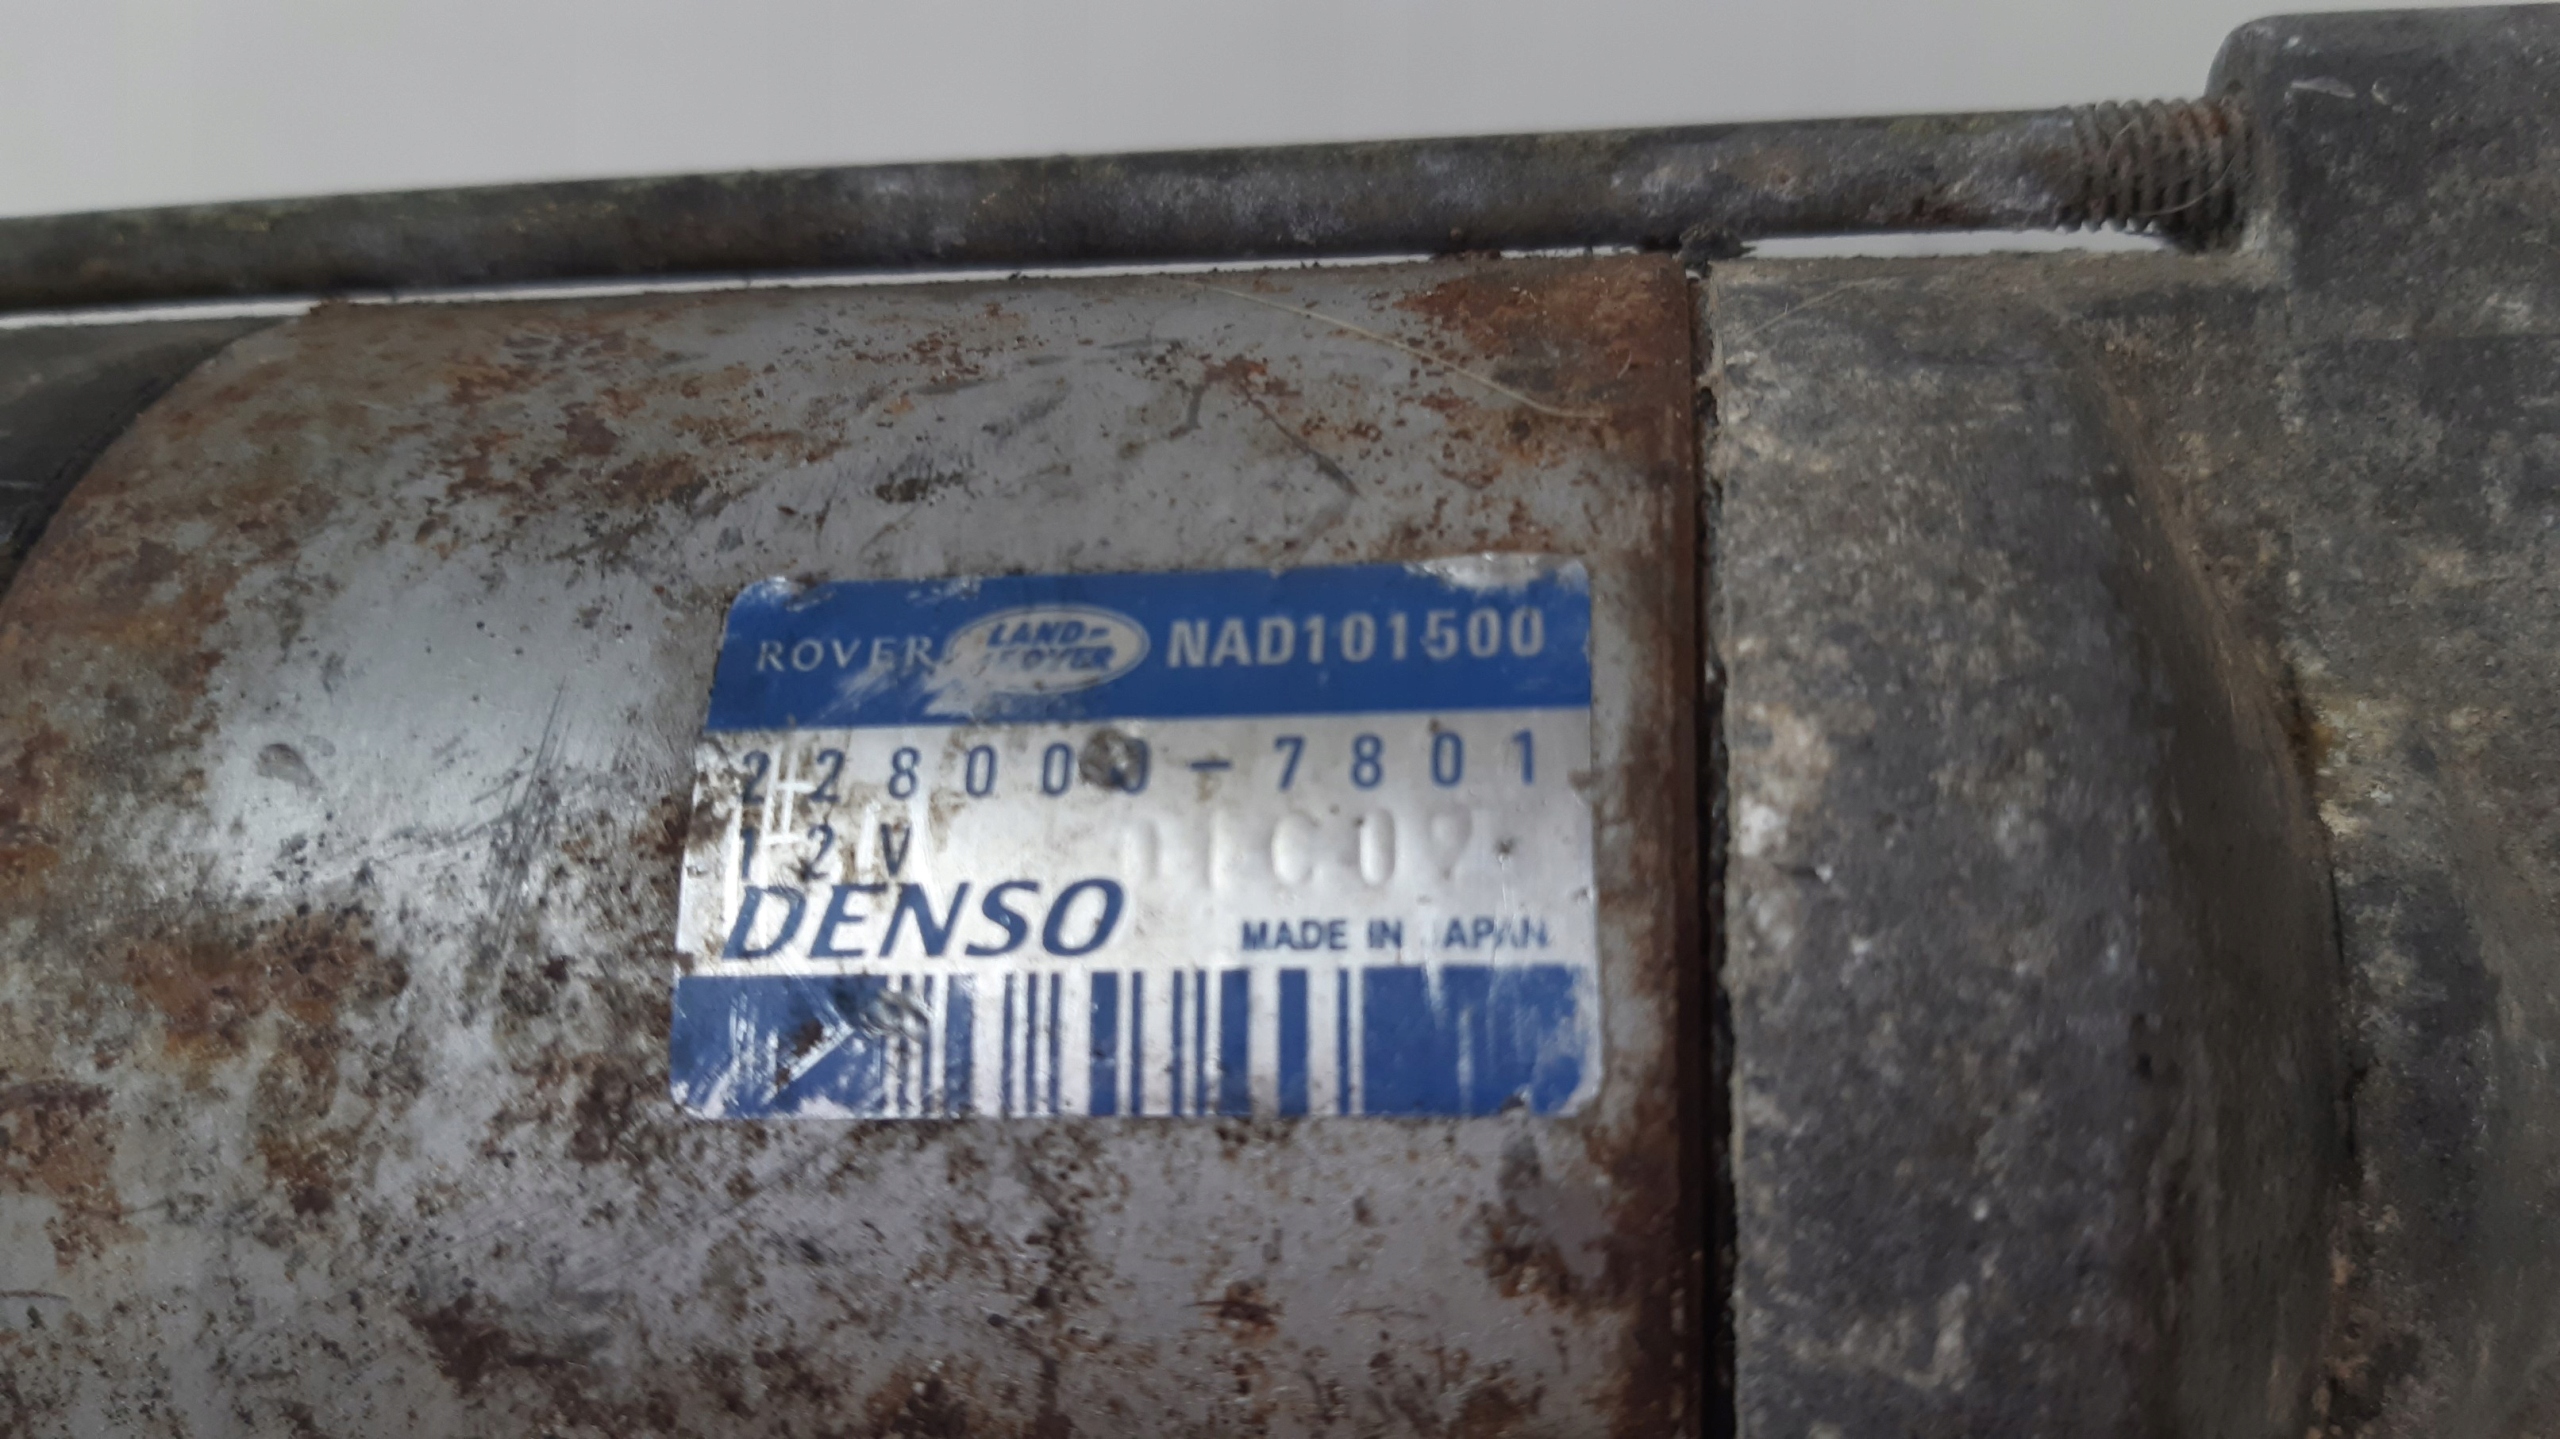 ROVER LAND-ROVER NAD101500
228000-7801
12V
DENSO MADE IN JAPAN